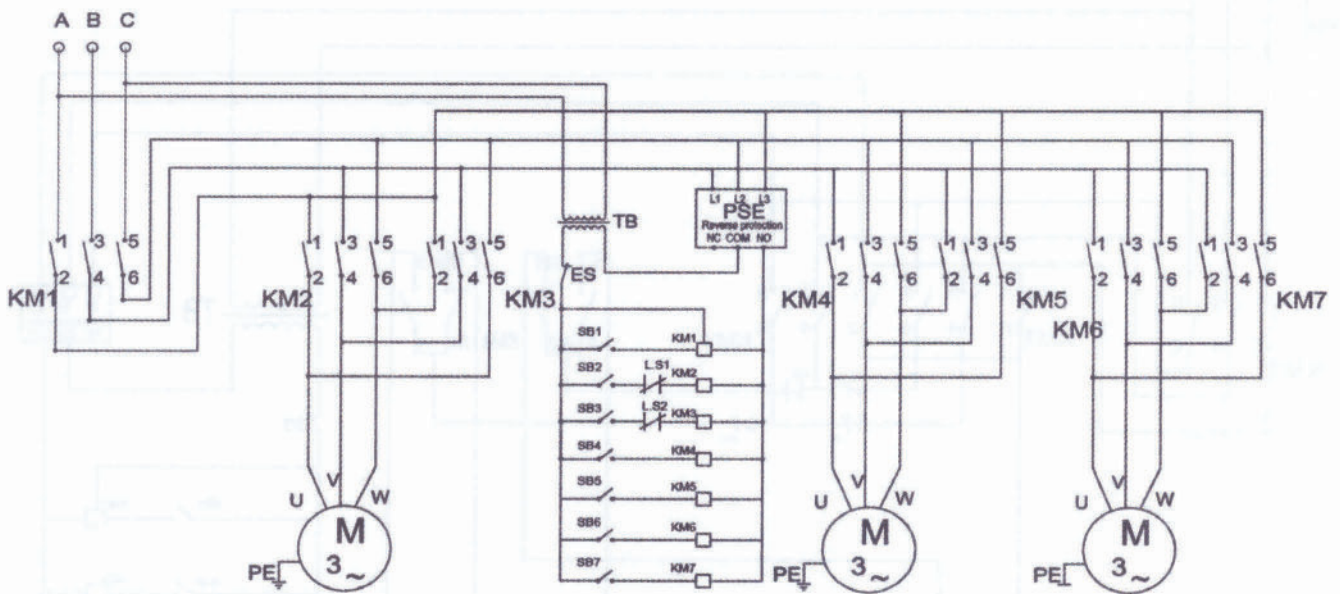 A B C
L1 L2 L3
PSE
Reverse protection
NC COM NO
TB
ES
1 3 5
2 4 6
KM1
1 3 5
2 4 6
KM2
1 3 5
2 4 6
KM3
1 3 5
2 4 6
KM4
1 3 5
2 4 6
KM5
1 3 5
2 4 6
KM6
1 3 5
2 4 6
KM7
SB1 KM1
SB2 L.S1 KM2
SB3 L.S2 KM3
SB4 KM4
SB5 KM5
SB6 KM6
SB7 KM7
U V W
M
3 ~
PE
U V W
M
3 ~
PE
U V W
M
3 ~
PE